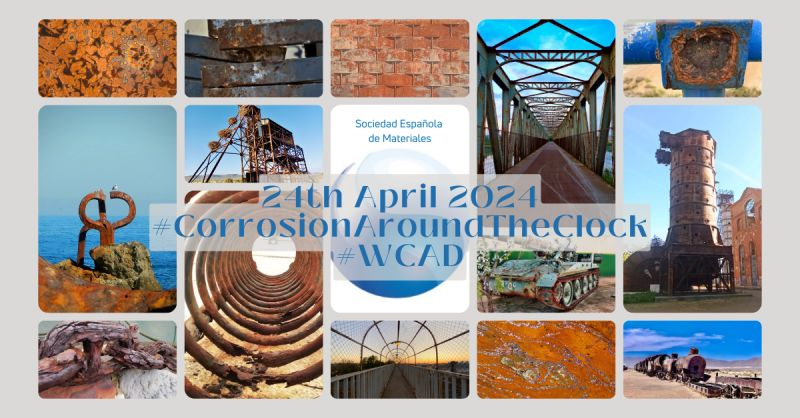 Sociedad Española
de Materiales
24th April 2024
#CorrosionAroundTheClock
#WCAD